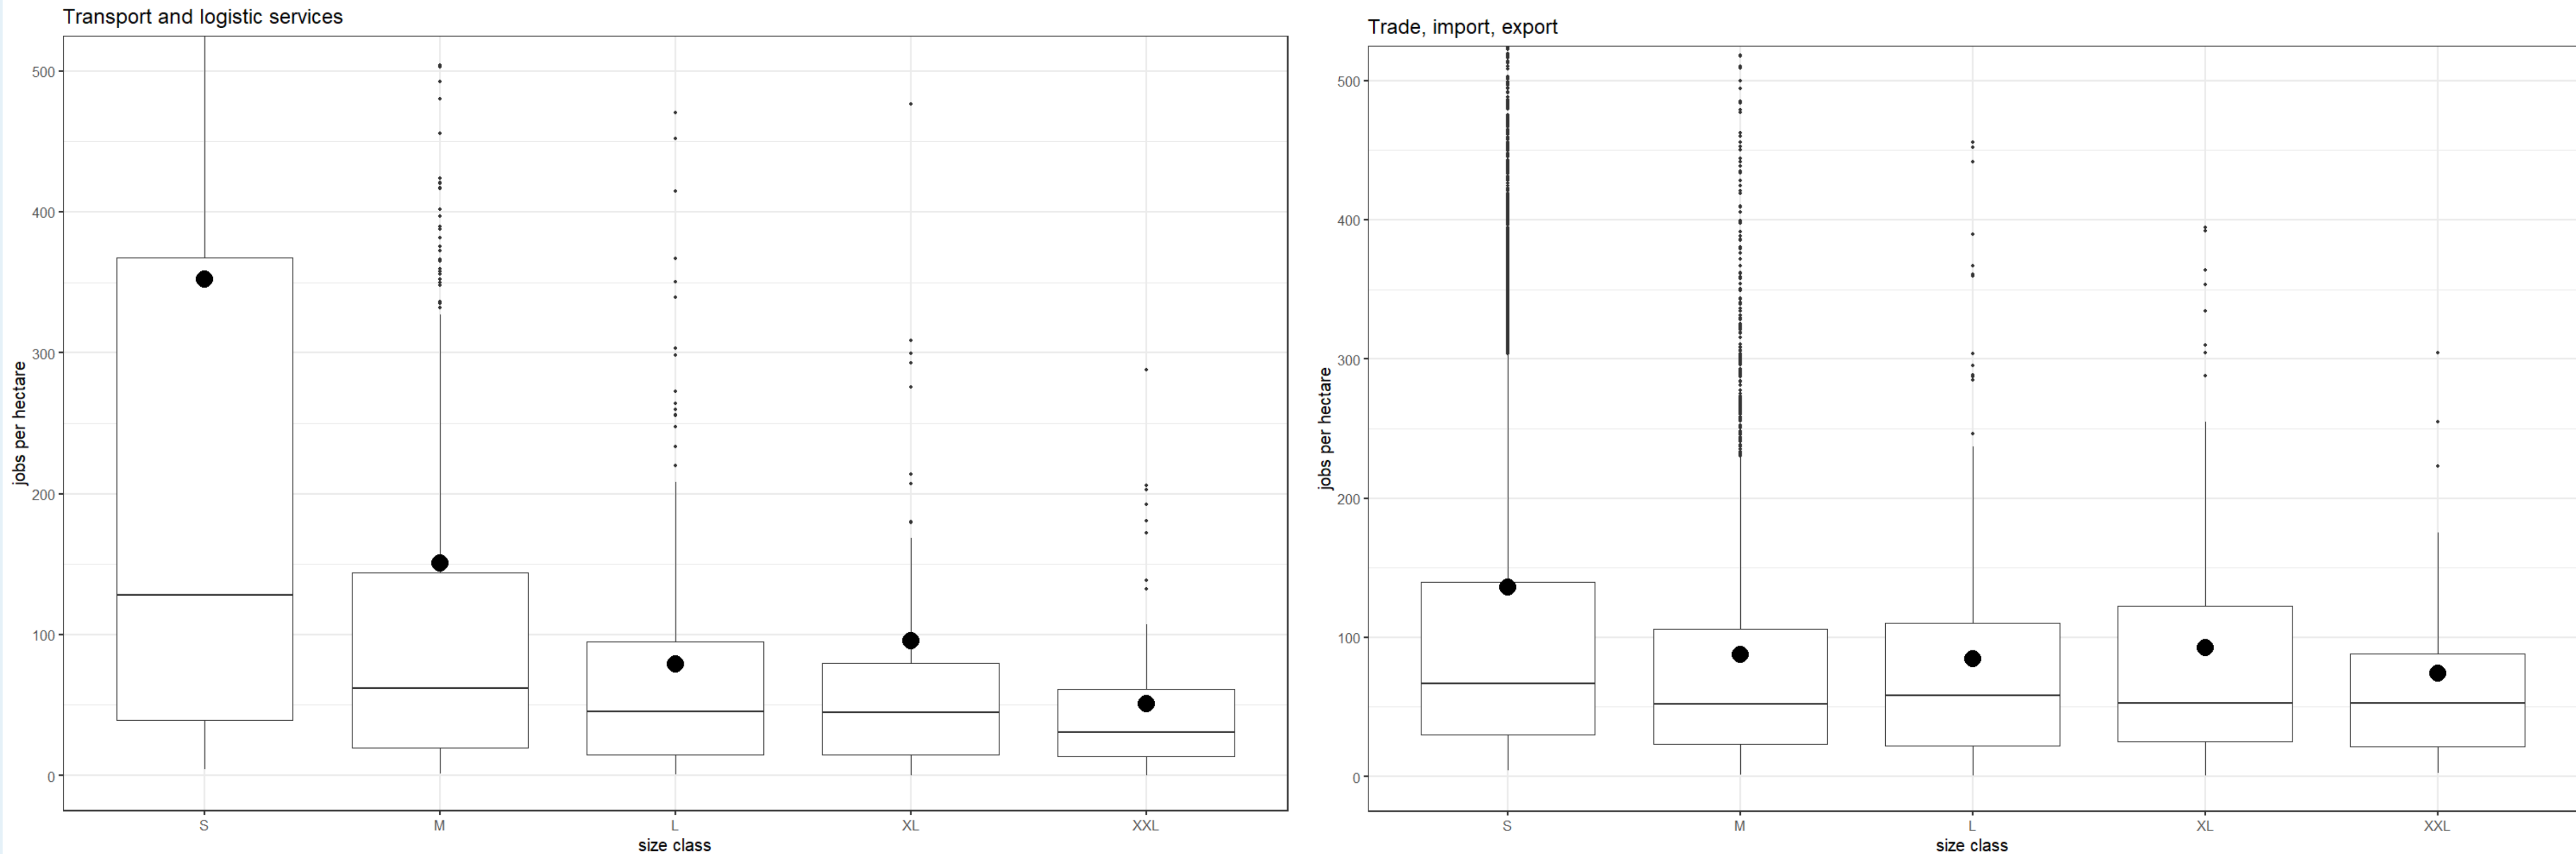 Transport and logistic services
500
400
300
200
100
0
jobs per hectare
S M L XL XXL
size class
Trade, import, export
500
400
300
200
100
0
jobs per hectare
S M L XL XXL
size class